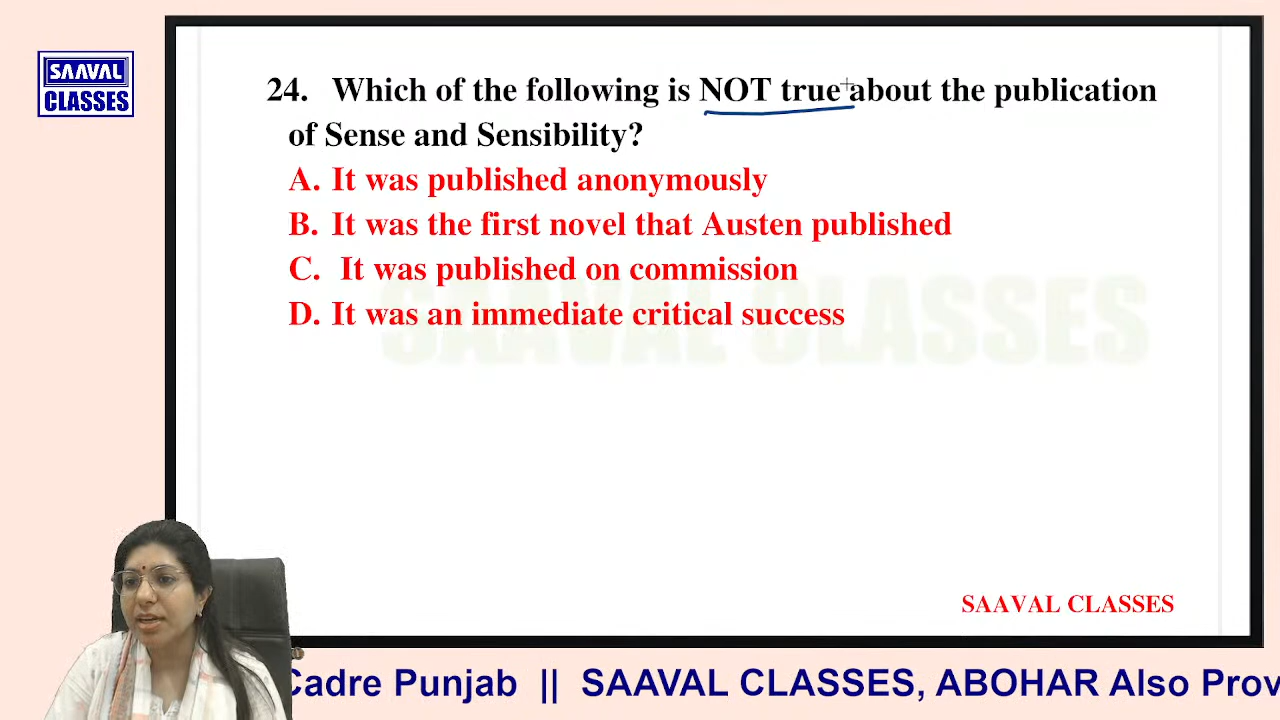 SAAVAL
CLASSES
24. Which of the following is NOT true about the publication
of Sense and Sensibility?
A. It was published anonymously
B. It was the first novel that Austen published
C. It was published on commission
D. It was an immediate critical success
SAAVAL CLASSES
SAAVAL CLASSES
Cadre Punjab || SAAVAL CLASSES, ABOHAR Also Prov